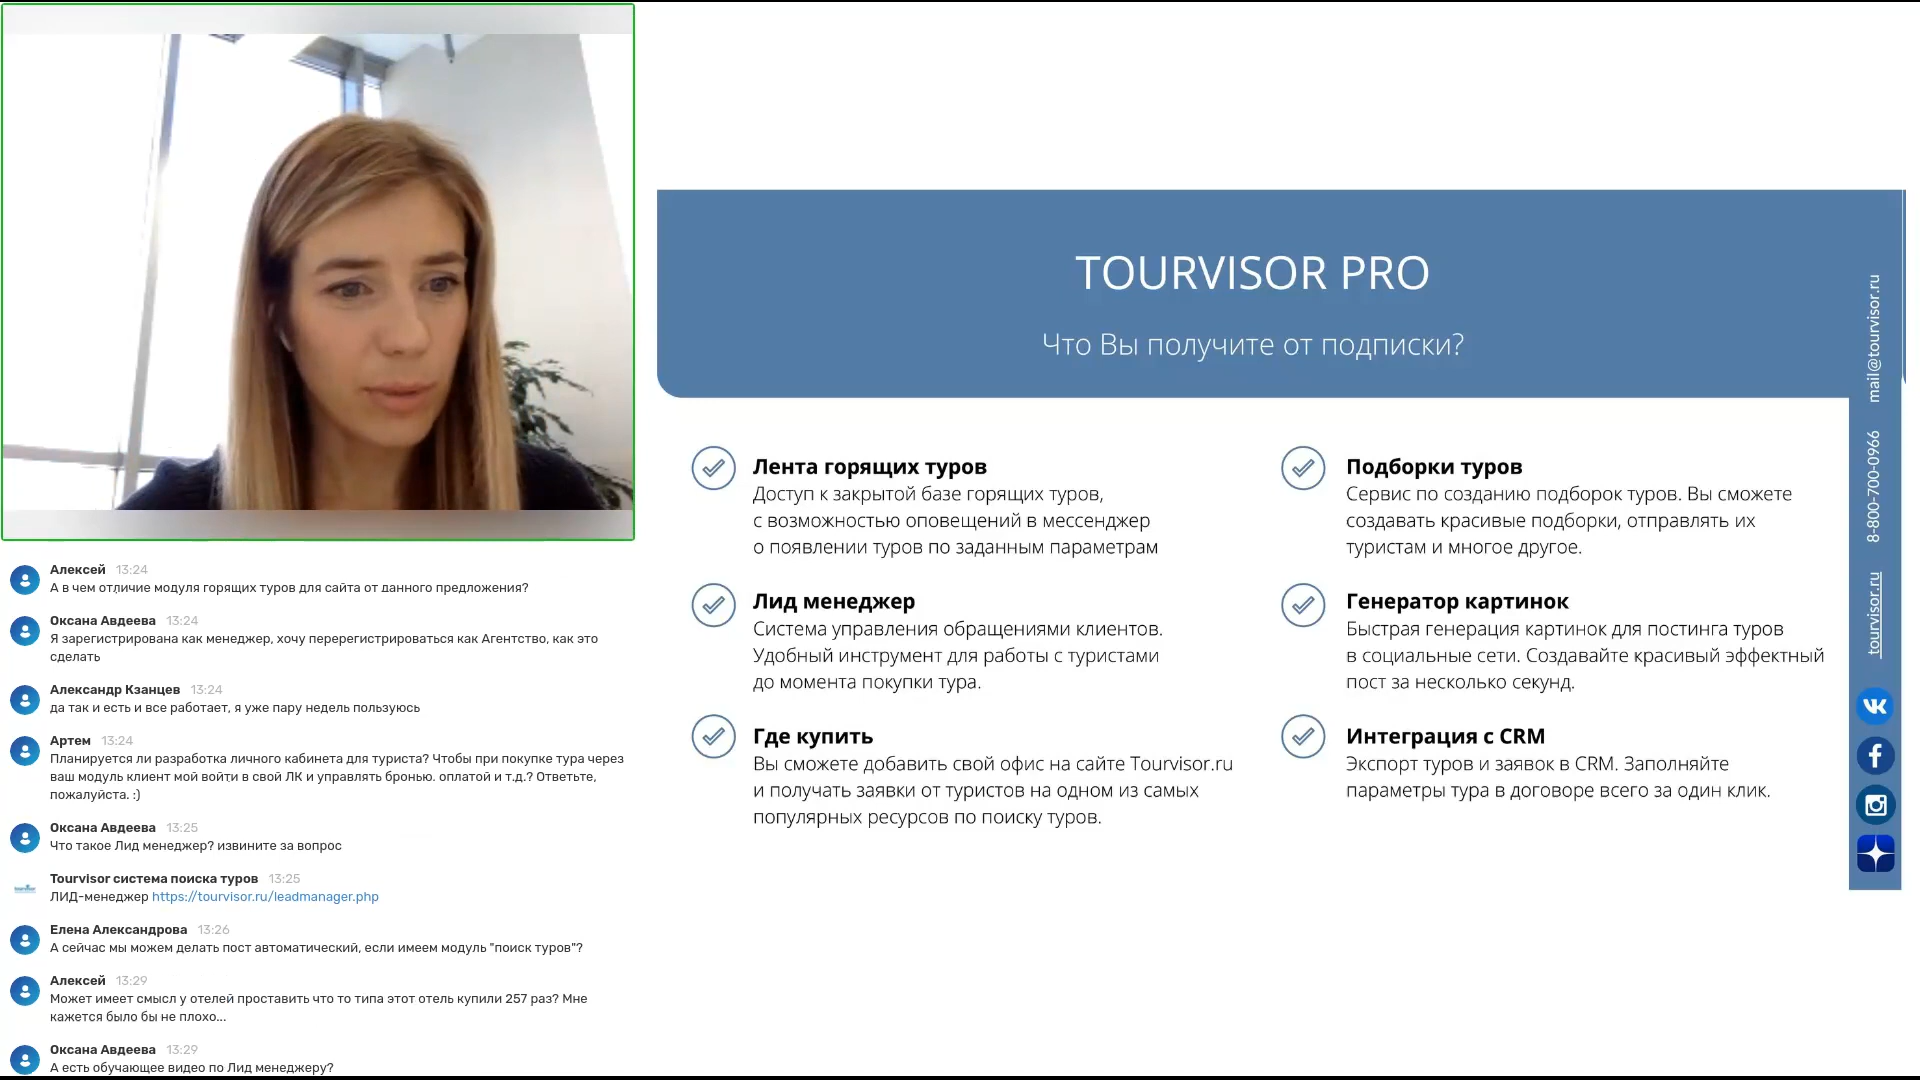 Алексей 13:24
А в чем отличие модуля горящих туров для сайта от данного предложения?
Оксана Авдеева 13:24
Я зарегистрирована как менеджер, хочу перерегистрироваться как Агентство, как это
сделать
Александр Кзанцев 13:24
да так и есть и все работает, я уже пару недель пользуюсь
Артем 13:24
Планируется ли разработка личного кабинета для туриста? Чтобы при покупке тура через
ваш модуль клиент мой войти в свой ЛК и управлять бронью. оплатой и т.д.? Ответьте,
пожалуйста. :)
Оксана Авдеева 13:25
Что такое Лид менеджер? извините за вопрос
Tourvisor система поиска туров 13:25
ЛИД-менеджер https://tourvisor.ru/leadmanager.php
Елена Александрова 13:26
А сейчас мы можем делать пост автоматический, если имеем модуль "поиск туров"?
Алексей 13:29
Может имеет смысл у отелей проставить что то типа этот отель купили 257 раз? Мне
кажется было бы не плохо...
Оксана Авдеева 13:29
А есть обучающее видео по Лид менеджеру?
TOURVISOR PRO
Что Вы получите от подписки?
Лента горящих туров
Доступ к закрытой базе горящих туров,
с возможностью оповещений в мессенджер
о появлении туров по заданным параметрам
Лид менеджер
Система управления обращениями клиентов.
Удобный инструмент для работы с туристами
до момента покупки тура.
Где купить
Вы сможете добавить свой офис на сайте Tourvisor.ru
и получать заявки от туристов на одном из самых
популярных ресурсов по поиску туров.
Подборки туров
Сервис по созданию подборок туров. Вы сможете
создавать красивые подборки, отправлять их
туристам и многое другое.
Генератор картинок
Быстрая генерация картинок для постинга туров
в социальные сети. Создавайте красивый эффектный
пост за несколько секунд.
Интеграция с CRM
Экспорт туров и заявок в CRM. Заполняйте
параметры тура в договоре всего за один клик.
tourvisor.ru 8-800-700-0966 mail@tourvisor.ru